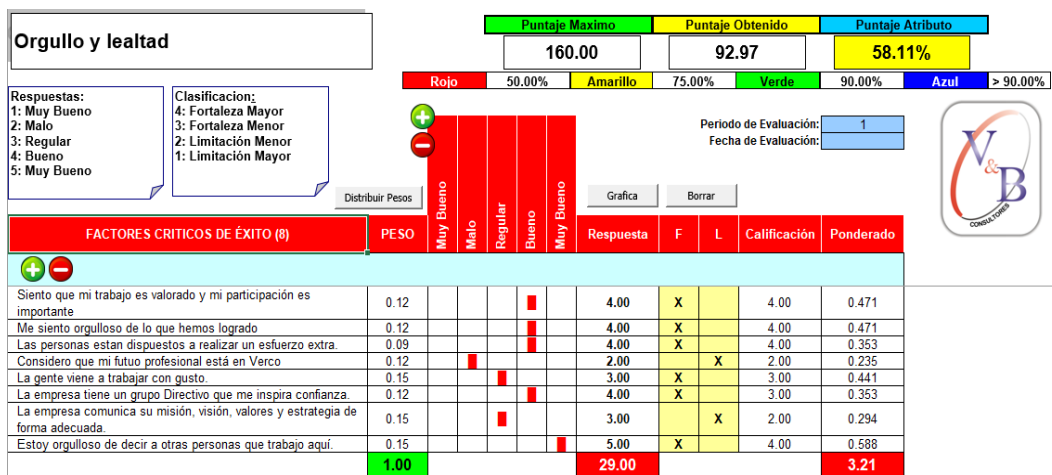 Orgullo y lealtad
Puntaje Maximo Puntaje Obtenido Puntaje Atributo
160.00 92.97 58.11%
Rojo 50.00% Amarillo 75.00% Verde 90.00% Azul > 90.00%
Respuestas:
1: Muy Bueno
2: Malo
3: Regular
4: Bueno
5: Muy Bueno
Clasificacion:
4: Fortaleza Mayor
3: Fortaleza Menor
2: Limitación Menor
1: Limitación Mayor
Periodo de Evaluación: 1
Fecha de Evaluación:
V&B
CONSULTORES
Distribuir Pesos
Grafica
Borrar
FACTORES CRITICOS DE ÉXITO (8) PESO Muy Bueno Malo Regular Bueno Muy Bueno Respuesta F L Calificación Ponderado
Siento que mi trabajo es valorado y mi participación es
importante 0.12 4.00 X 4.00 0.471
Me siento orgulloso de lo que hemos logrado 0.12 4.00 X 4.00 0.471
Las personas estan dispuestos a realizar un esfuerzo extra. 0.09 4.00 X 4.00 0.353
Considero que mi futuo profesional está en Verco 0.12 2.00 X 2.00 0.235
La gente viene a trabajar con gusto. 0.15 3.00 X 3.00 0.441
La empresa tiene un grupo Directivo que me inspira confianza. 0.12 4.00 X 3.00 0.353
La empresa comunica su misión, visión, valores y estrategia de
forma adecuada. 0.15 3.00 X 2.00 0.294
Estoy orgulloso de decir a otras personas que trabajo aquí. 0.15 5.00 X 4.00 0.588
1.00 29.00 3.21